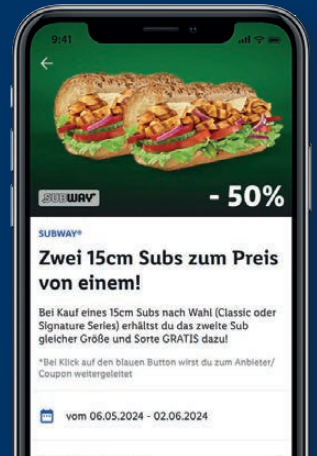 9:41
SUBWAY
- 50%
SUBWAY®
Zwei 15cm Subs zum Preis
von einem!
Bei Kauf eines 15cm Subs nach Wahl (Classic oder
Signature Series) erhältst du das zweite Sub
gleicher Größe und Sorte GRATIS dazu!
*Bei Klick auf den blauen Button wirst du zum Anbieter/
Coupon weitergeleitet
vom 06.05.2024 - 02.06.2024